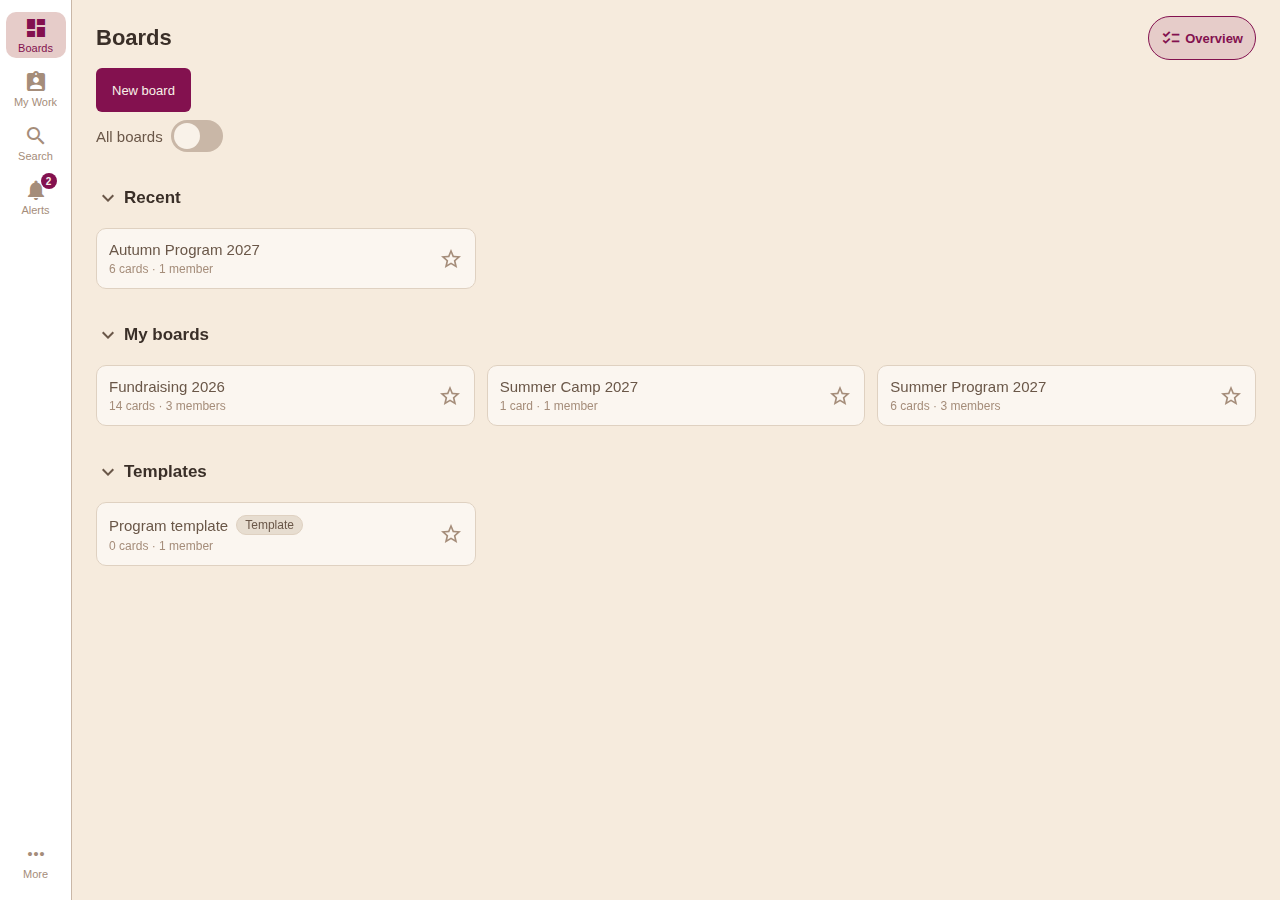 Boards
My Work
Search
2
Alerts
More
Boards
Overview
New board
All boards
Recent
Autumn Program 2027
6 cards · 1 member
My boards
Fundraising 2026
14 cards · 3 members
Summer Camp 2027
1 card · 1 member
Summer Program 2027
6 cards · 3 members
Templates
Program template Template
0 cards · 1 member